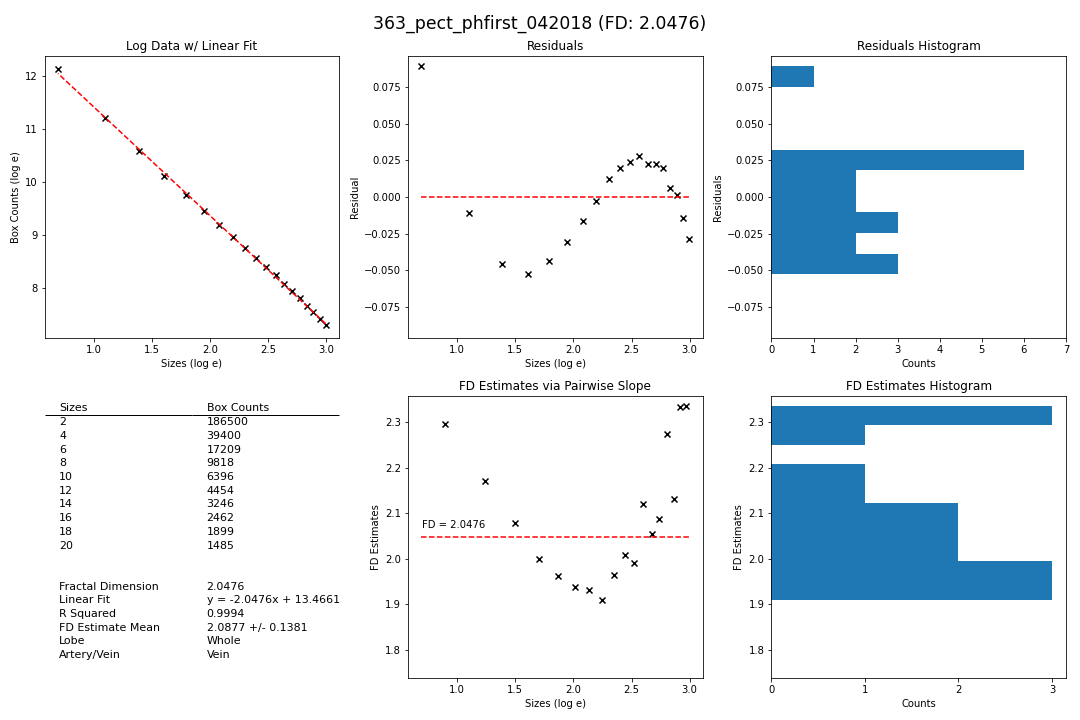 363_pect_phfirst_042018 (FD: 2.0476)
Log Data w/ Linear Fit
12
11
10
9
8
Box Counts (log e)
1.0 1.5 2.0 2.5 3.0
Sizes (log e)
Residuals
0.075
0.050
0.025
0.000
−0.025
−0.050
−0.075
Residual
1.0 1.5 2.0 2.5 3.0
Sizes (log e)
Residuals Histogram
0.075
0.050
0.025
0.000
−0.025
−0.050
−0.075
Residuals
0 1 2 3 4 5 6 7
Counts
Sizes Box Counts
2 186500
4 39400
6 17209
8 9818
10 6396
12 4454
14 3246
16 2462
18 1899
20 1485
Fractal Dimension 2.0476
Linear Fit y = -2.0476x + 13.4661
R Squared 0.9994
FD Estimate Mean 2.0877 +/- 0.1381
Lobe Whole
Artery/Vein Vein
FD Estimates via Pairwise Slope
2.3
2.2
2.1
2.0
1.9
1.8
FD Estimates
FD = 2.0476
1.0 1.5 2.0 2.5 3.0
Sizes (log e)
FD Estimates Histogram
2.3
2.2
2.1
2.0
1.9
1.8
FD Estimates
0 1 2 3
Counts